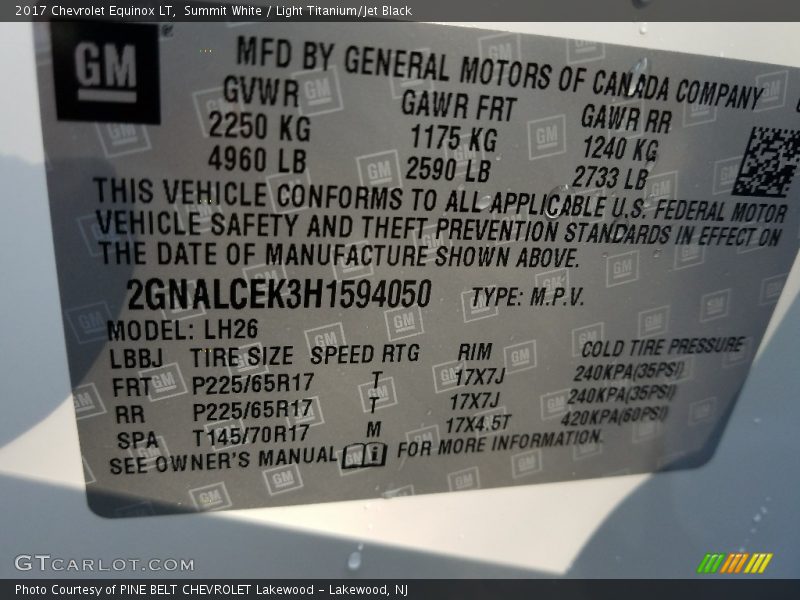 2017 Chevrolet Equinox LT,  Summit White / Light Titanium/Jet Black
GM
MFD BY GENERAL MOTORS OF CANADA COMPANY
GVWR GAWR FRT GAWR RR
2250 KG 1175 KG 1240 KG
4960 LB 2590 LB 2733 LB
THIS VEHICLE CONFORMS TO ALL APPLICABLE U.S. FEDERAL MOTOR
VEHICLE SAFETY AND THEFT PREVENTION STANDARDS IN EFFECT ON
THE DATE OF MANUFACTURE SHOWN ABOVE.
2GNALCEK3H1594050 TYPE: M.P.V.
MODEL: LH26
LBBJ TIRE SIZE SPEED RTG RIM COLD TIRE PRESSURE
FRT P225/65R17 T 17X7J 240KPA(35PSI)
RR P225/65R17 T 17X7J 240KPA(35PSI)
SPA T145/70R17 M 17X4.5T 420KPA(60PSI)
SEE OWNER'S MANUAL i FOR MORE INFORMATION.
GTcarlot.com
Photo Courtesy of PINE BELT CHEVROLET Lakewood - Lakewood, NJ